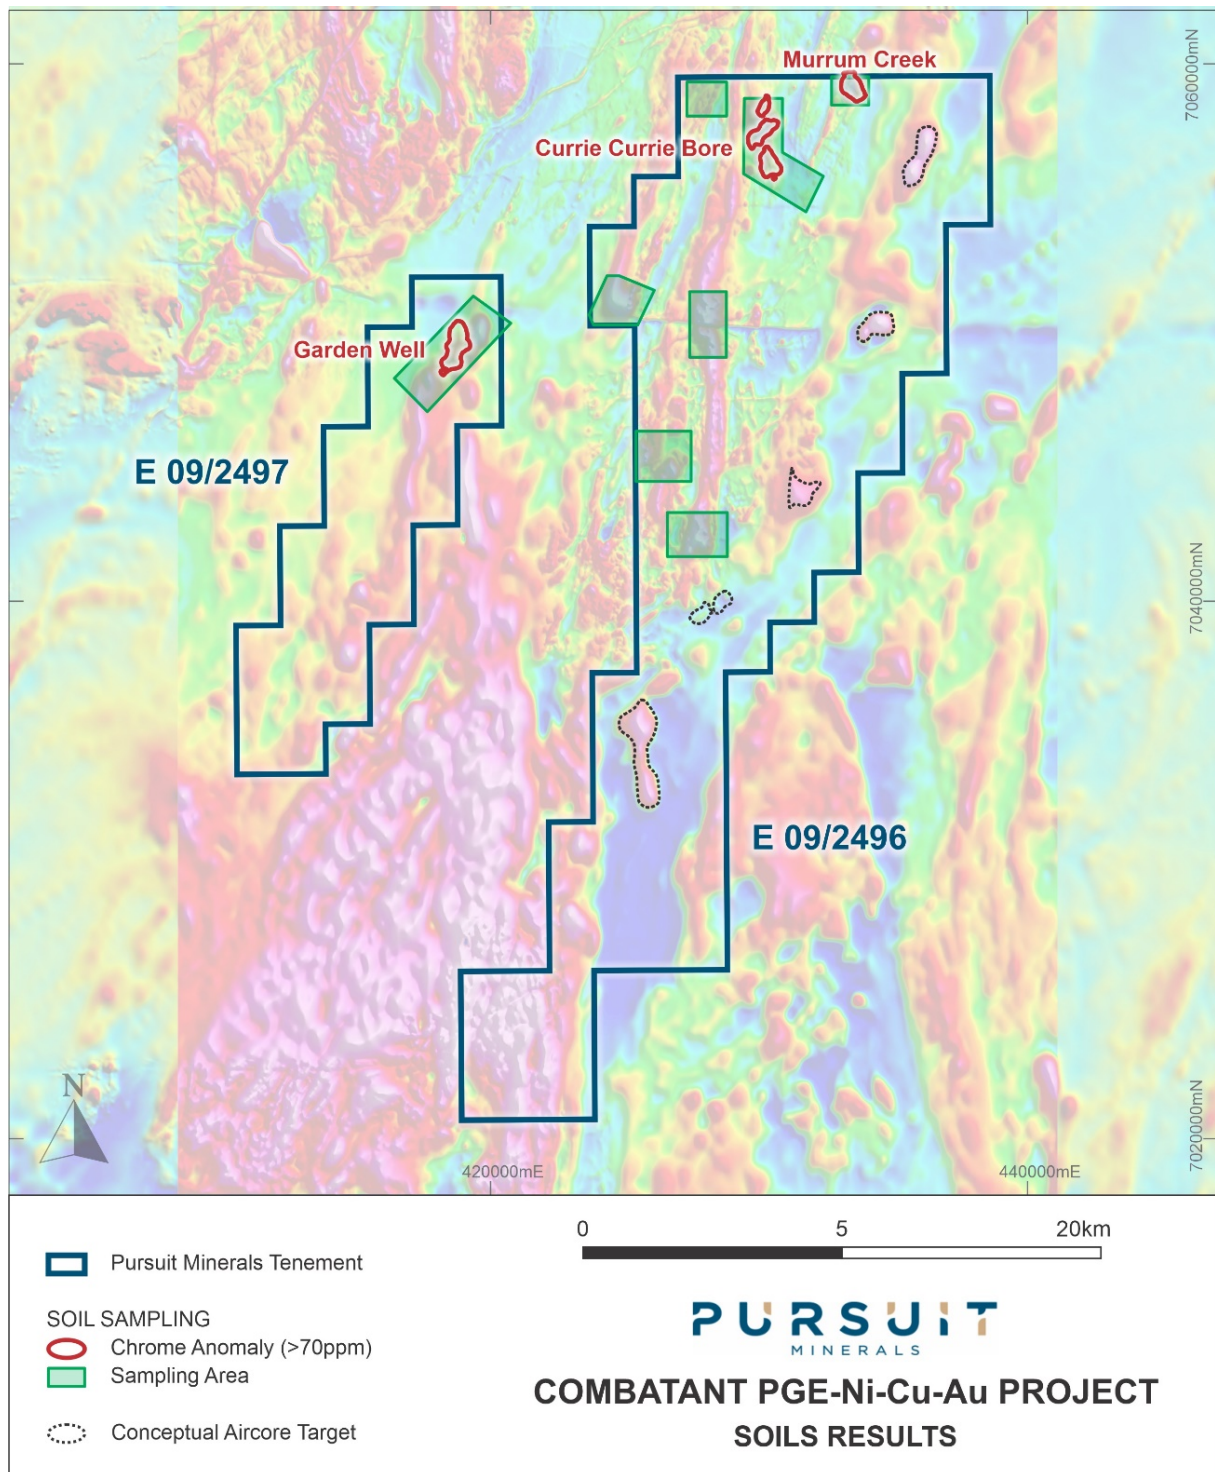 Murrum Creek
7060000mN
Currie Currie Bore
Garden Well
E 09/2497
7040000mN
E 09/2496
N
420000mE
440000mE
7020000mN
0 5 20km
Pursuit Minerals Tenement
SOIL SAMPLING
Chrome Anomaly (>70ppm)
Sampling Area
Conceptual Aircore Target
PURSUIT
MINERALS
COMBATANT PGE-Ni-Cu-Au PROJECT
SOILS RESULTS